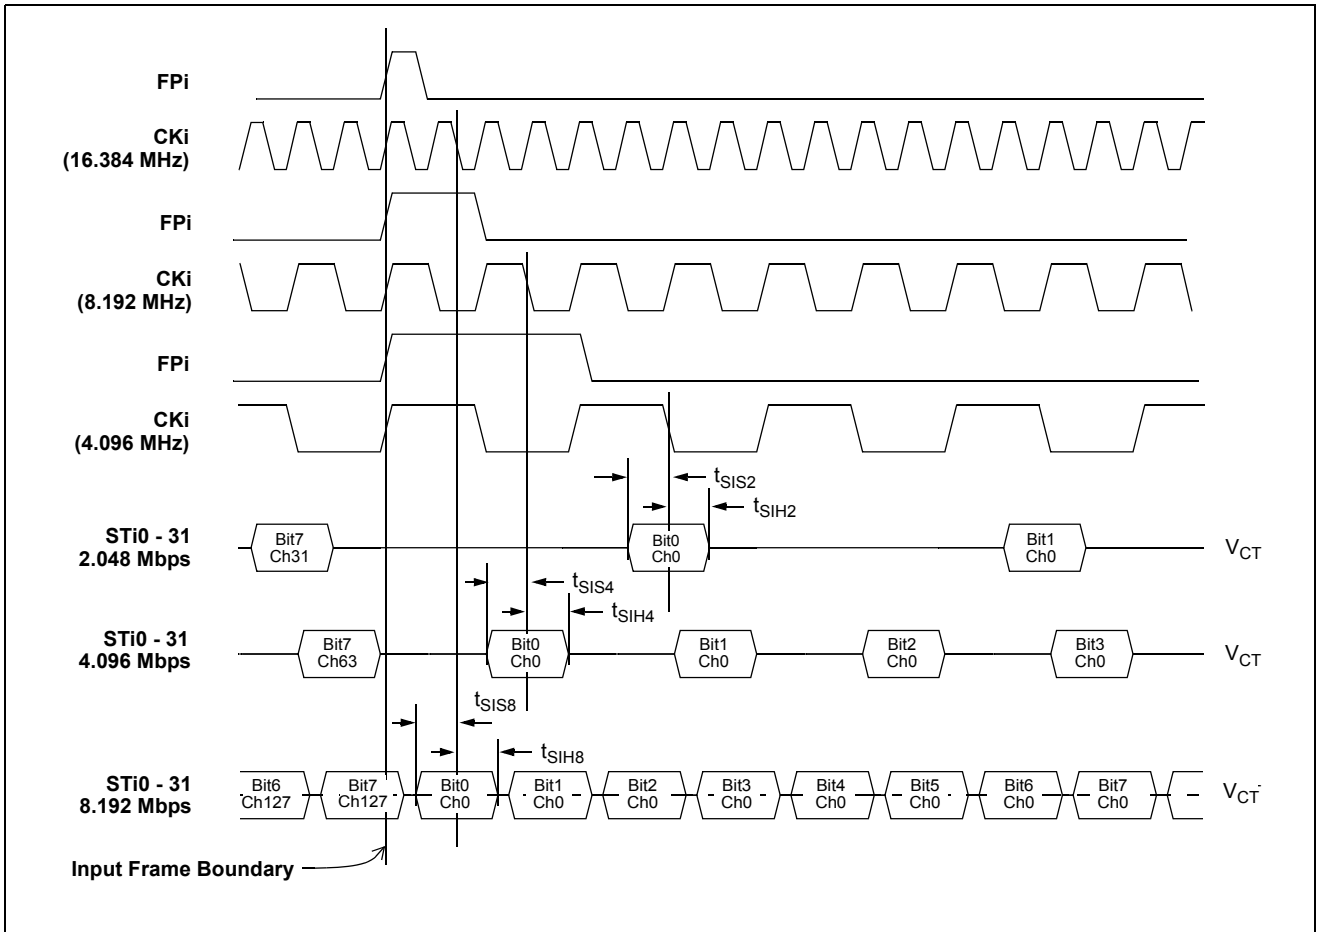 FPi
CKi
(16.384 MHz)
FPi
CKi
(8.192 MHz)
FPi
CKi
(4.096 MHz)
tSIS2
tSIH2
STi0 - 31
2.048 Mbps
Bit7
Ch31
Bit0
Ch0
Bit1
Ch0
VCT
tSIS4
tSIH4
STi0 - 31
4.096 Mbps
Bit7
Ch63
Bit0
Ch0
Bit1
Ch0
Bit2
Ch0
Bit3
Ch0
VCT
tSIS8
tSIH8
STi0 - 31
8.192 Mbps
Bit6
Ch127
Bit7
Ch127
Bit0
Ch0
Bit1
Ch0
Bit2
Ch0
Bit3
Ch0
Bit4
Ch0
Bit5
Ch0
Bit6
Ch0
Bit7
Ch0
VCT
Input Frame Boundary